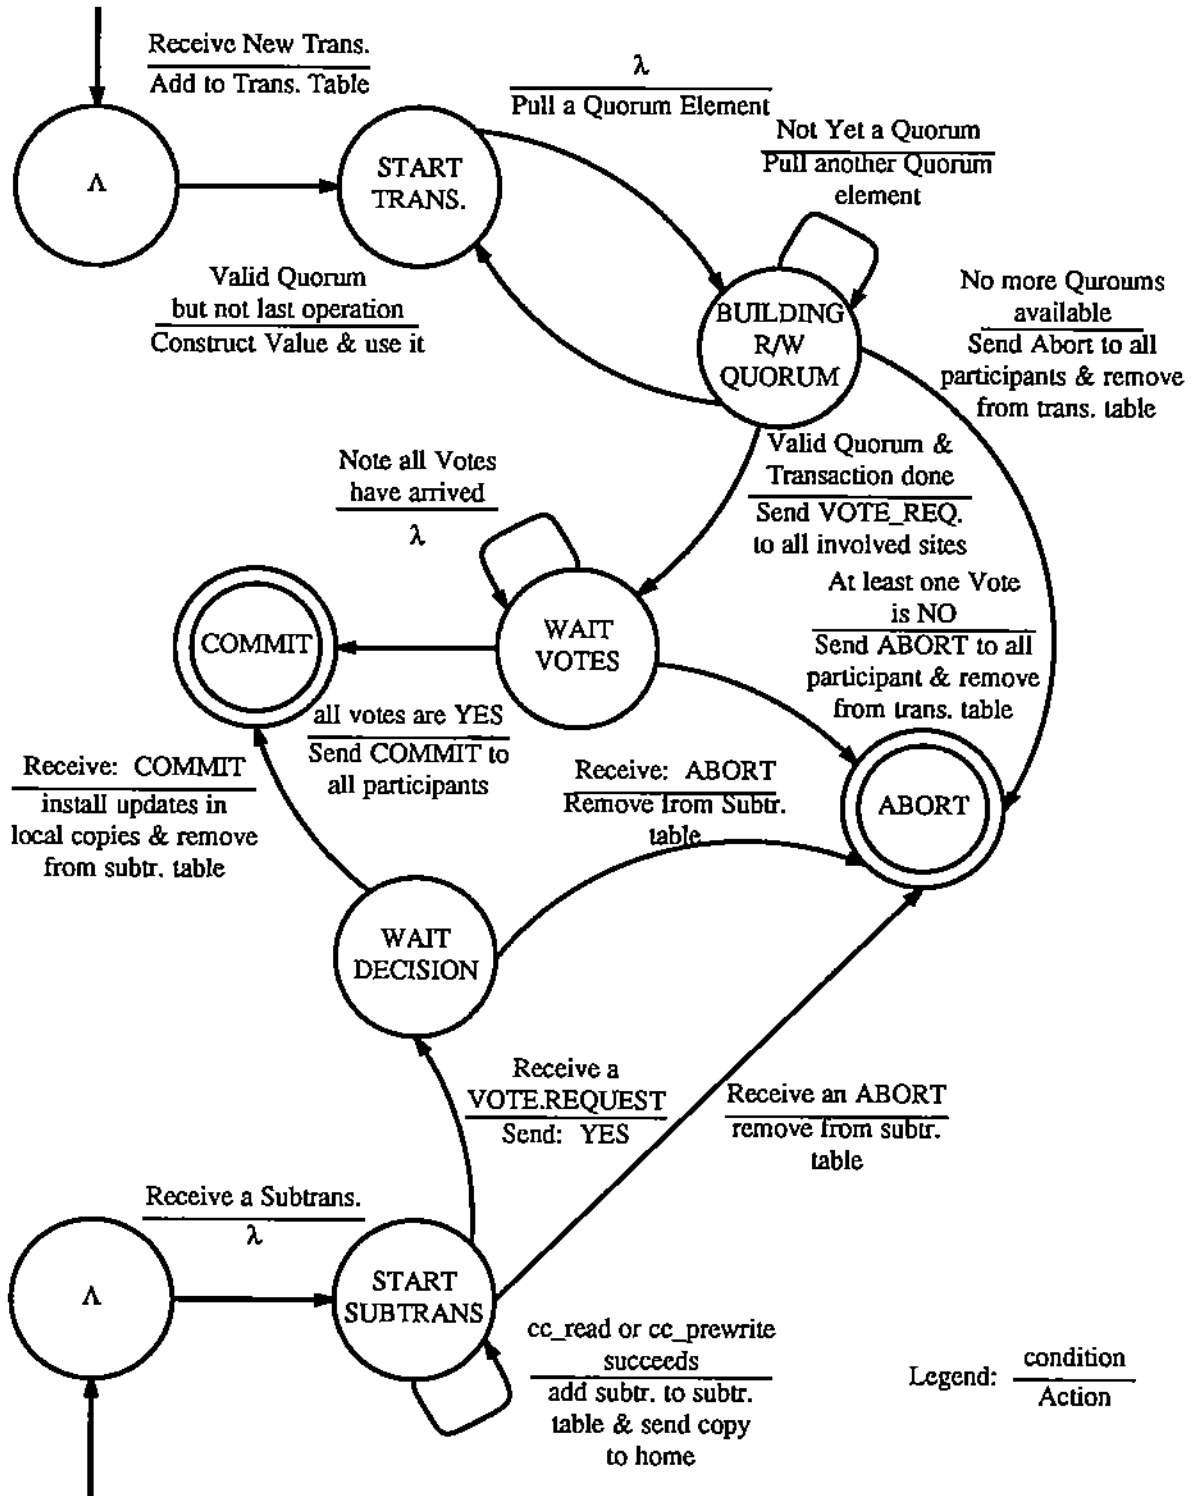 Receive New Trans.
Add to Trans. Table
λ
Pull a Quorum Element
Not Yet a Quorum
Pull another Quorum
element
Λ
START
TRANS.
Valid Quorum
but not last operation
Construct Value & use it
BUILDING
R/W
QUORUM
No more Quroums
available
Send Abort to all
participants & remove
from trans. table
Valid Quorum &
Transaction done
Send VOTE_REQ.
to all involved sites
Note all Votes
have arrived
λ
At least one Vote
is NO
Send ABORT to all
participant & remove
from trans. table
COMMIT
WAIT
VOTES
all votes are YES
Send COMMIT to
all participants
Receive: COMMIT
install updates in
local copies & remove
from subtr. table
Receive: ABORT
Remove from Subtr.
table
ABORT
WAIT
DECISION
Receive a
VOTE.REQUEST
Send: YES
Receive an ABORT
remove from subtr.
table
Receive a Subtrans.
λ
Λ
START
SUBTRANS
cc_read or cc_prewrite
succeeds
add subtr. to subtr.
table & send copy
to home
Legend: condition
Action